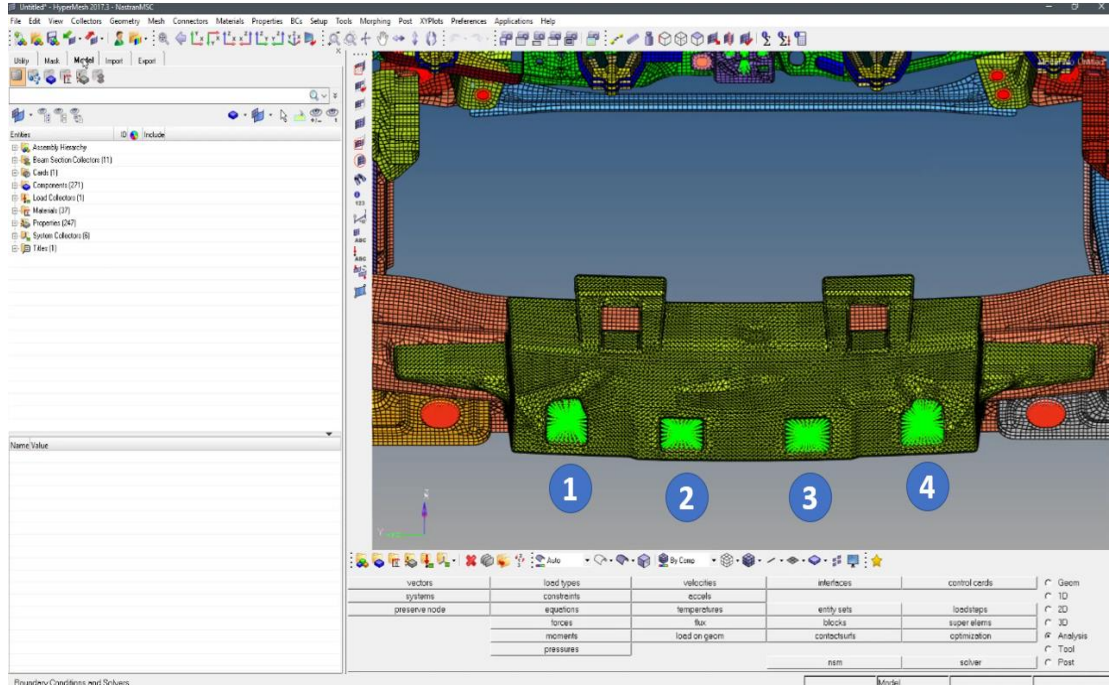 Untitled* - HyperMesh 2017.3 - NastranMSC
File Edit View Collectors Geometry Mesh Connectors Materials Properties BCs Setup Tools Morphing Post XYPlots Preferences Applications Help
Utility Mask Model Import Export
Entities ID Include
Assembly Hierarchy
Beam Section Collectors (11)
Cards (1)
Components (271)
Load Collectors (1)
Materials (37)
Properties (247)
System Collectors (6)
Titles (1)
Name Value
123
ABC
ABC
1
2
3
4
Y
Auto By Comp
vectors load types velocities interfaces control cards Geom
systems constraints accels 1D
preserve node equations temperatures entity sets loadsteps 2D
forces flux blocks super elems 3D
moments load on geom contactsurfs optimization Analysis
pressures Tool
nsm solver Post
Boundary Conditions and Solvers Model